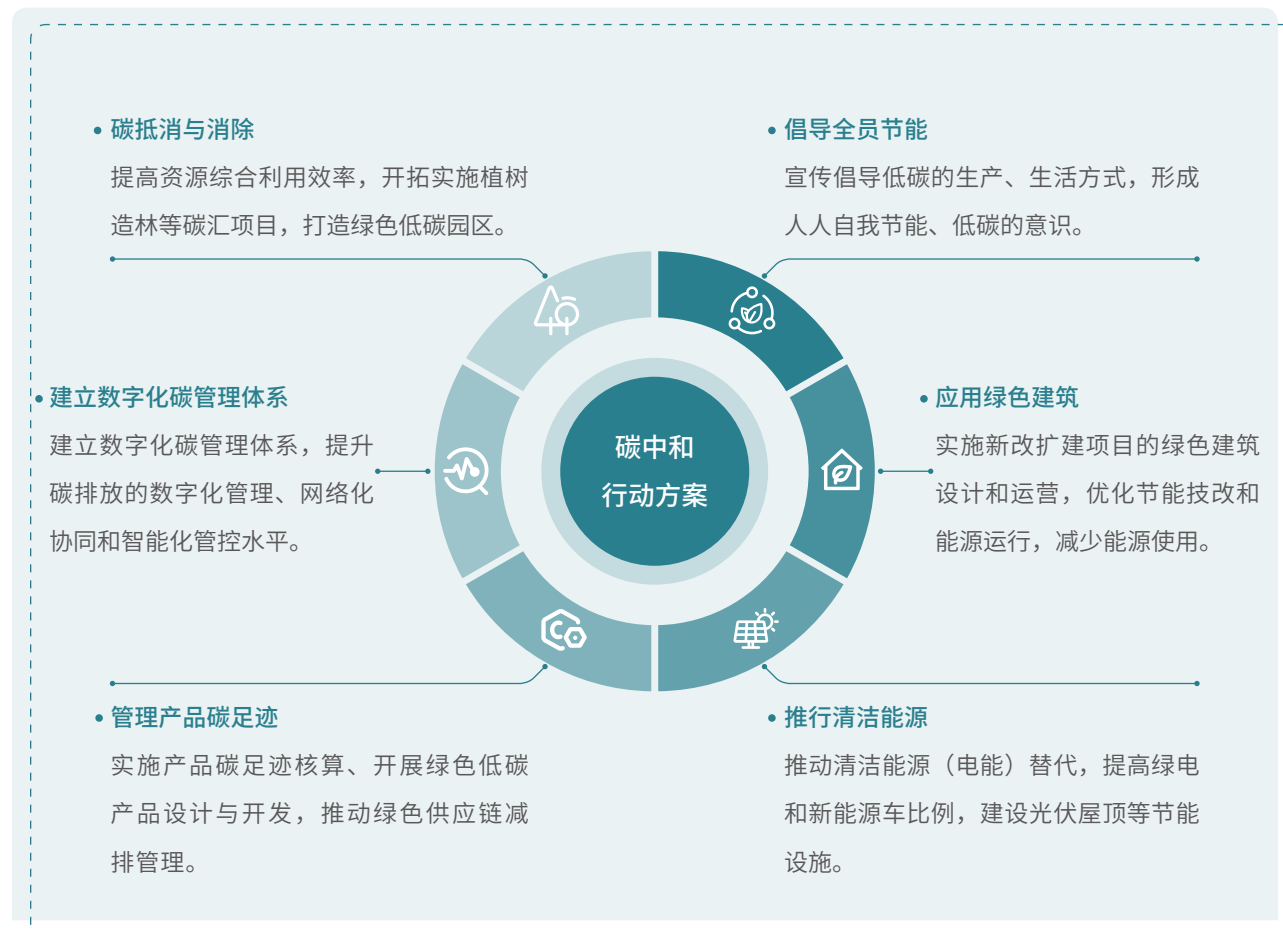 碳抵消与消除
提高资源综合利用效率，开拓实施植树
造林等碳汇项目，打造绿色低碳园区。
倡导全员节能
宣传倡导低碳的生产、生活方式，形成
人人自我节能、低碳的意识。
建立数字化碳管理体系
建立数字化碳管理体系，提升
碳排放的数字化管理、网络化
协同和智能化管控水平。
碳中和
行动方案
应用绿色建筑
实施新改扩建项目的绿色建筑
设计和运营，优化节能技改和
能源运行，减少能源使用。
管理产品碳足迹
实施产品碳足迹核算、开展绿色低碳
产品设计与开发，推动绿色供应链减
排管理。
推行清洁能源
推动清洁能源（电能）替代，提高绿电
和新能源车比例，建设光伏屋顶等节能
设施。